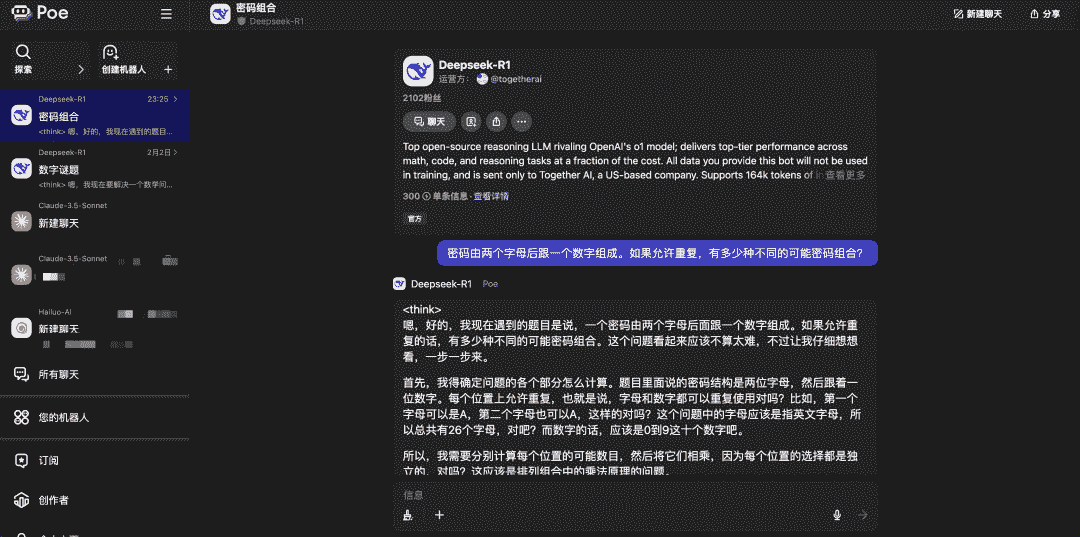 Poe
探索
创建机器人
Deepseek-R1 23:25
密码组合
<think> 嗯，好的，我现在遇到的题目...
Deepseek-R1 2月2日
数字谜题
<think> 嗯，我现在要解决一个数学问...
Claude-3.5-Sonnet
新建聊天
Claude-3.5-Sonnet
Hailuo-AI
新建聊天
所有聊天
您的机器人
订阅
创作者
密码组合
Deepseek-R1
新建聊天
分享
Deepseek-R1
运营方： @togetherai
2102粉丝
聊天
Top open-source reasoning LLM rivaling OpenAI's o1 model; delivers top-tier performance across
math, code, and reasoning tasks at a fraction of the cost. All data you provide this bot will not be used
in training, and is sent only to Together AI, a US-based company. Supports 164k tokens of in 查看更多
300 单条信息 · 查看详情
官方
密码由两个字母后跟一个数字组成。如果允许重复，有多少种不同的可能密码组合？
Deepseek-R1 Poe
<think>
嗯，好的，我现在遇到的题目是说，一个密码由两个字母后面跟一个数字组成。如果允许重
复的话，有多少种不同的可能密码组合。这个问题看起来应该不算太难，不过让我仔细想想
看，一步一步来。
首先，我得确定问题的各个部分怎么计算。题目里面说的密码结构是两位字母，然后跟着一
位数字。每个位置上允许重复，也就是说，字母和数字都可以重复使用对吗？比如，第一个
字母可以是A，第二个字母也可以A，这样的对吗？这个问题中的字母应该是指英文字母，所
以总共有26个字母，对吧？而数字的话，应该是0到9这十个数字吧。
所以，我需要分别计算每个位置的可能数目，然后将它们相乘，因为每个位置的选择都是独
立的，对吗？这应该是排列组合中的乘法原理的问题。
信息